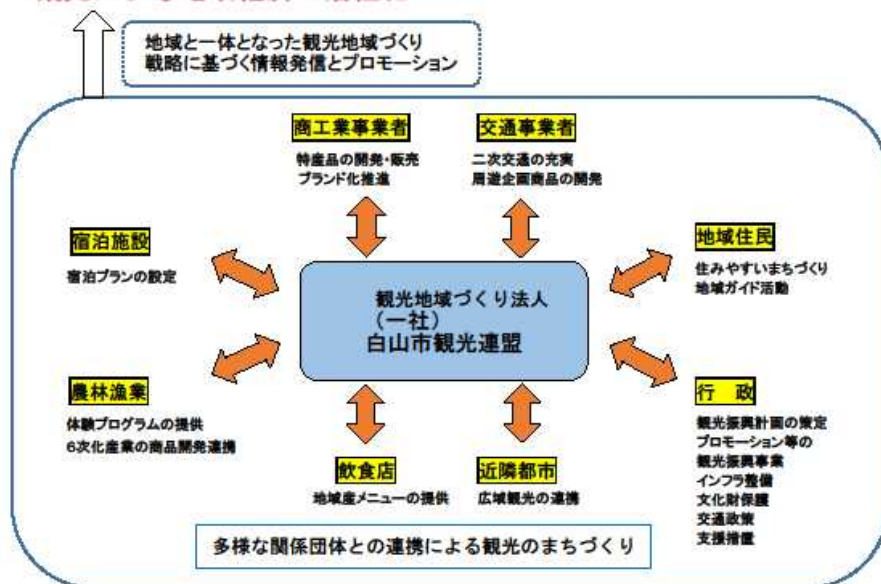 地域と一体となった観光地域づくり
戦略に基づく情報発信とプロモーション
商工業事業者
特産品の開発・販売
ブランド化推進
交通事業者
二次交通の充実
周遊企画商品の開発
宿泊施設
宿泊プランの設定
地域住民
住みやすいまちづくり
地域ガイド活動
観光地域づくり法人
（一社）
白山市観光連盟
農林漁業
体験プログラムの提供
６次化産業の商品開発連携
行　政
観光振興計画の策定
プロモーション等の
観光振興事業
インフラ整備
文化財保護
交通政策
支援措置
飲食店
地域産メニューの提供
近隣都市
広域観光の連携
多様な関係団体との連携による観光のまちづくり